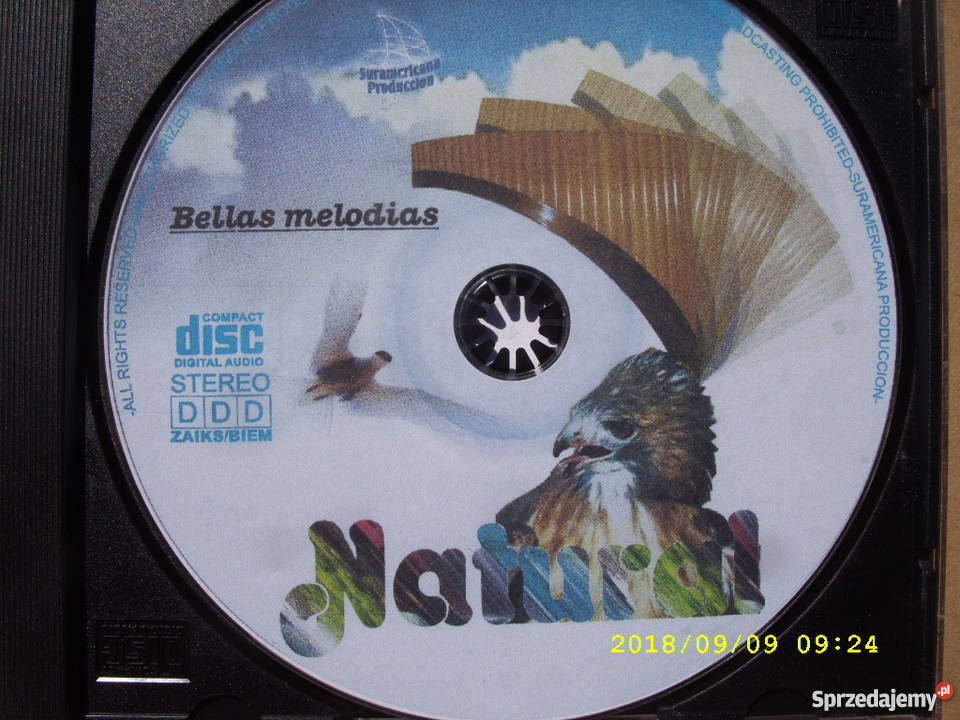 Suramericana
Produccion
DCASTING PROHIBITED-SURAMERICANA PRODUCCION-
-ALL RIGHTS RESERVED-
Bellas melodias
COMPACT
disc
DIGITAL AUDIO
STEREO
DDD
ZAIKS/BIEM
Natural
2018/09/09 09:24
Sprzedajemy.pl